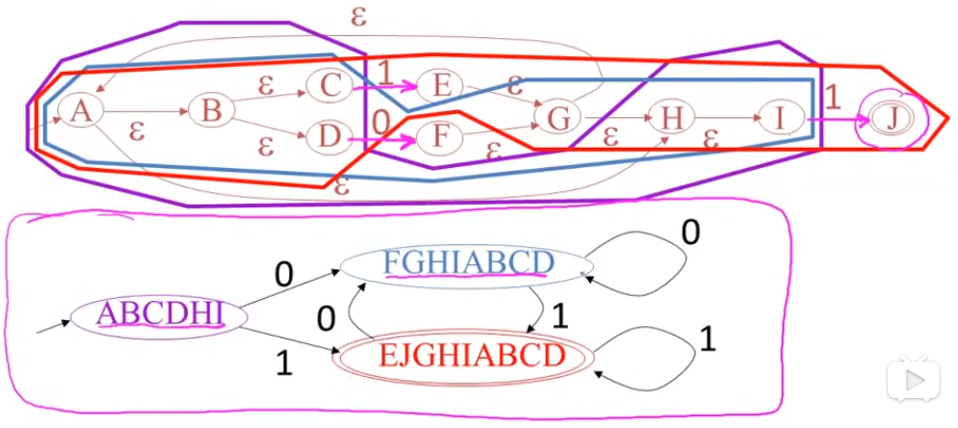 ε
A ε B ε C 1 E ε G ε H ε I 1 J
ε D 0 F ε
ε
0 FGHIABCD 0
ABCDHI 0 1
1 EJGHIABCD 1